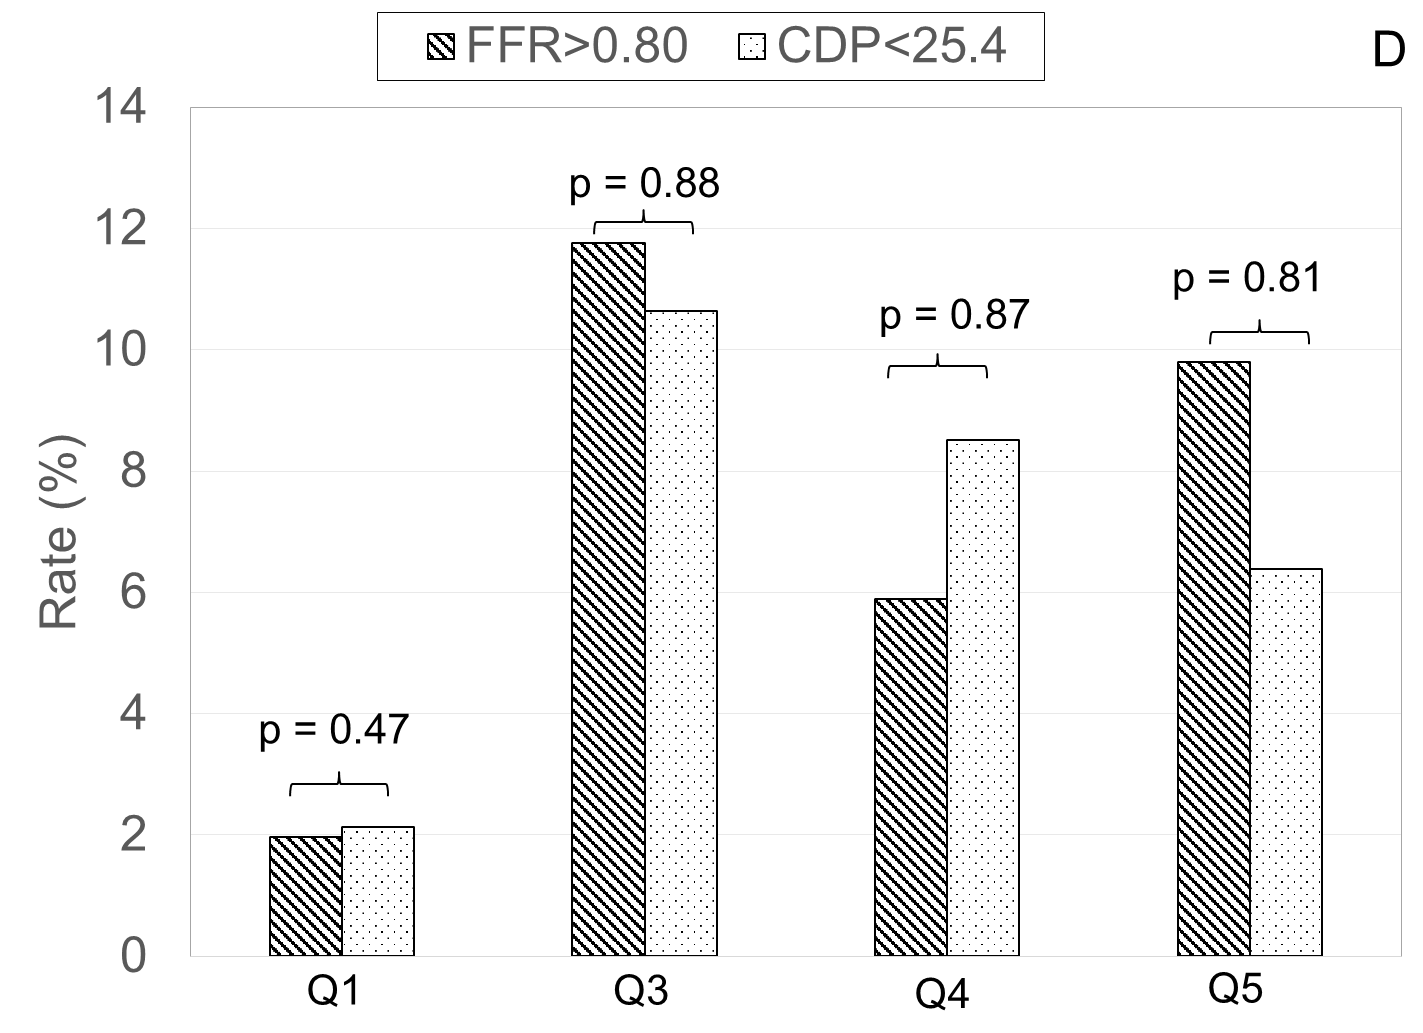 FFR>0.80 CDP<25.4
D
14
12
10
8
6
4
2
0
Rate (%)
p = 0.47
p = 0.88
p = 0.87
p = 0.81
Q1 Q3 Q4 Q5